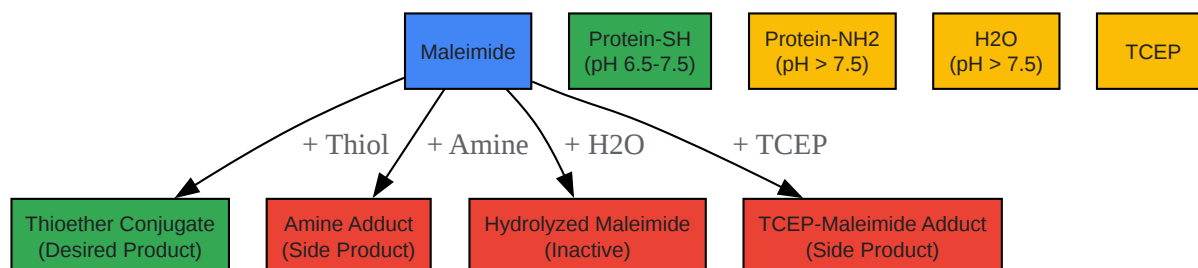 Maleimide
Protein-SH
(pH 6.5-7.5)
Protein-NH2
(pH > 7.5)
H2O
(pH > 7.5)
TCEP
+ Thiol
+ Amine
+ H2O
+ TCEP
Thioether Conjugate
(Desired Product)
Amine Adduct
(Side Product)
Hydrolyzed Maleimide
(Inactive)
TCEP-Maleimide Adduct
(Side Product)